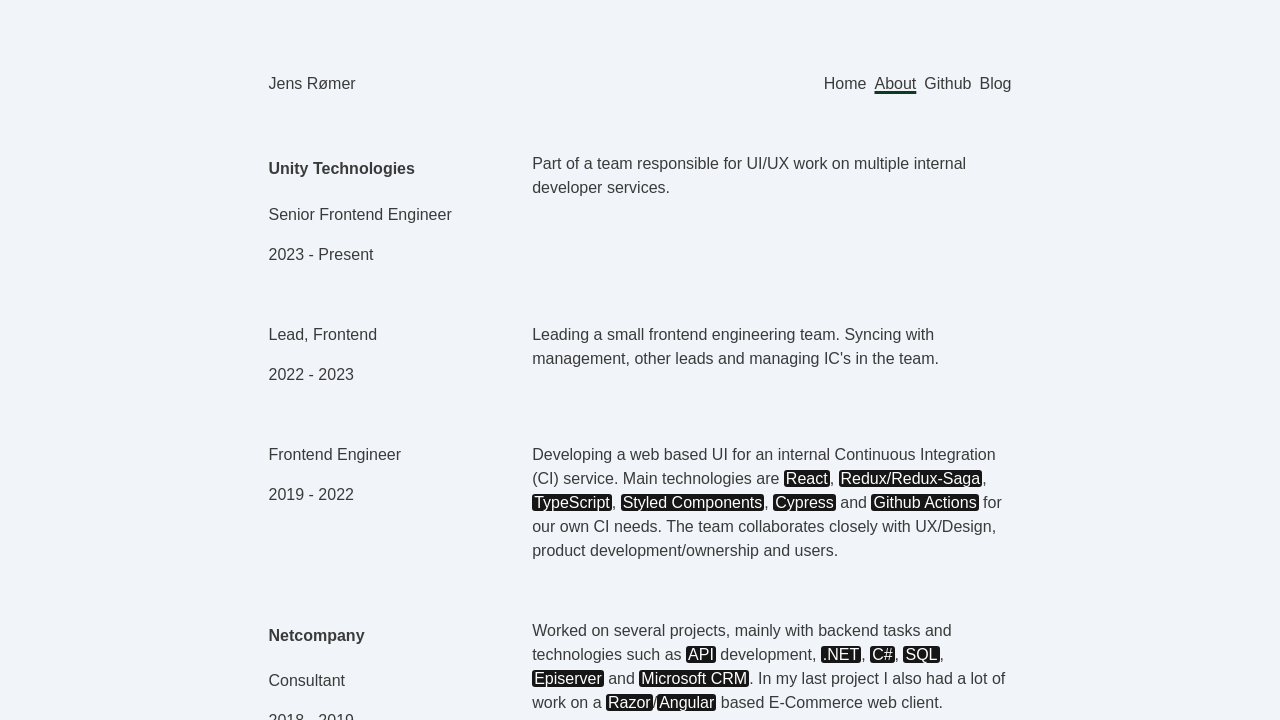 Jens Rømer
Home About Github Blog
Unity Technologies
Senior Frontend Engineer
2023 - Present
Part of a team responsible for UI/UX work on multiple internal
developer services.
Lead, Frontend
2022 - 2023
Leading a small frontend engineering team. Syncing with
management, other leads and managing IC's in the team.
Frontend Engineer
2019 - 2022
Developing a web based UI for an internal Continuous Integration
(CI) service. Main technologies are React, Redux/Redux-Saga,
TypeScript, Styled Components, Cypress and Github Actions for
our own CI needs. The team collaborates closely with UX/Design,
product development/ownership and users.
Netcompany
Consultant
2018 - 2019
Worked on several projects, mainly with backend tasks and
technologies such as API development, .NET, C#, SQL,
Episerver and Microsoft CRM. In my last project I also had a lot of
work on a Razor/Angular based E-Commerce web client.